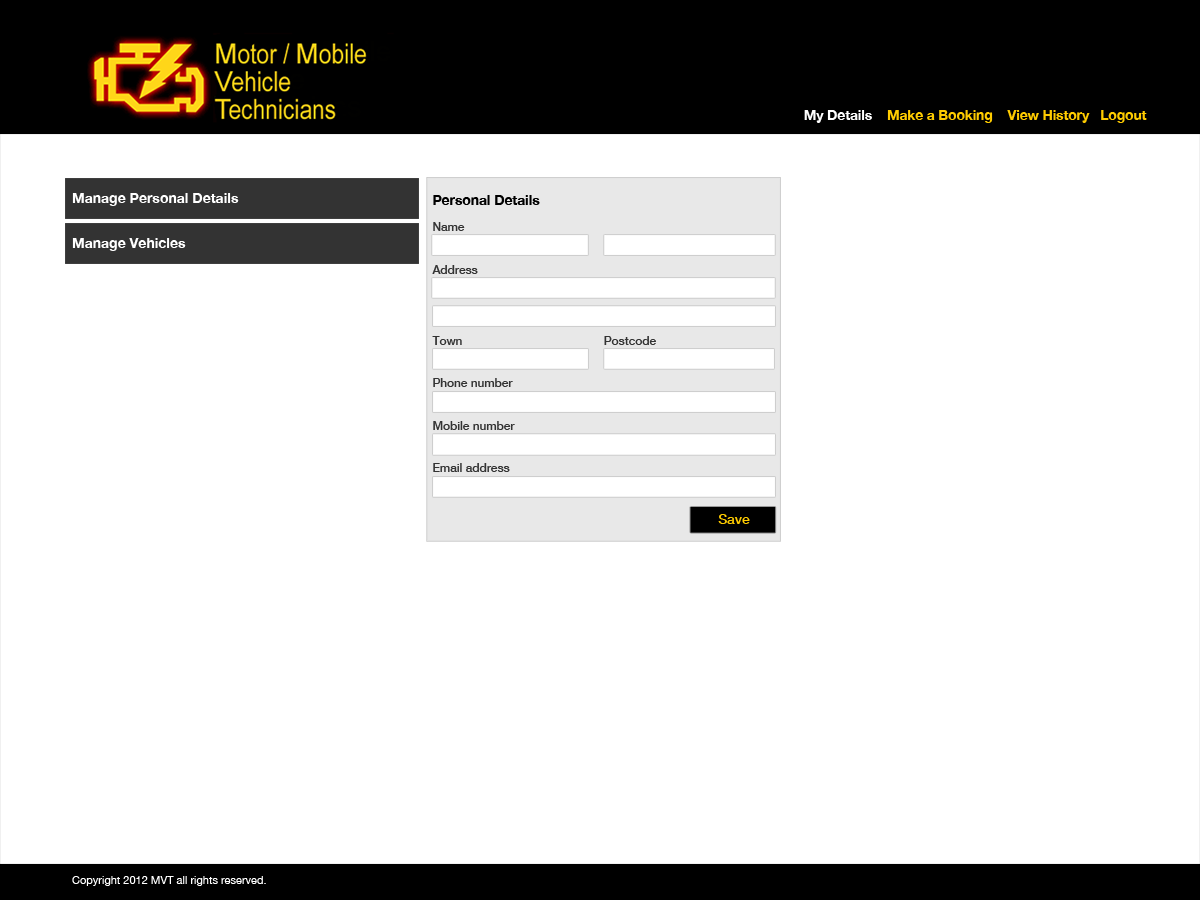 Motor / Mobile
Vehicle
Technicians
My Details Make a Booking View History Logout
Manage Personal Details
Manage Vehicles
Personal Details
Name
Address
Town Postcode
Phone number
Mobile number
Email address
Save
Copyright 2012 MVT all rights reserved.